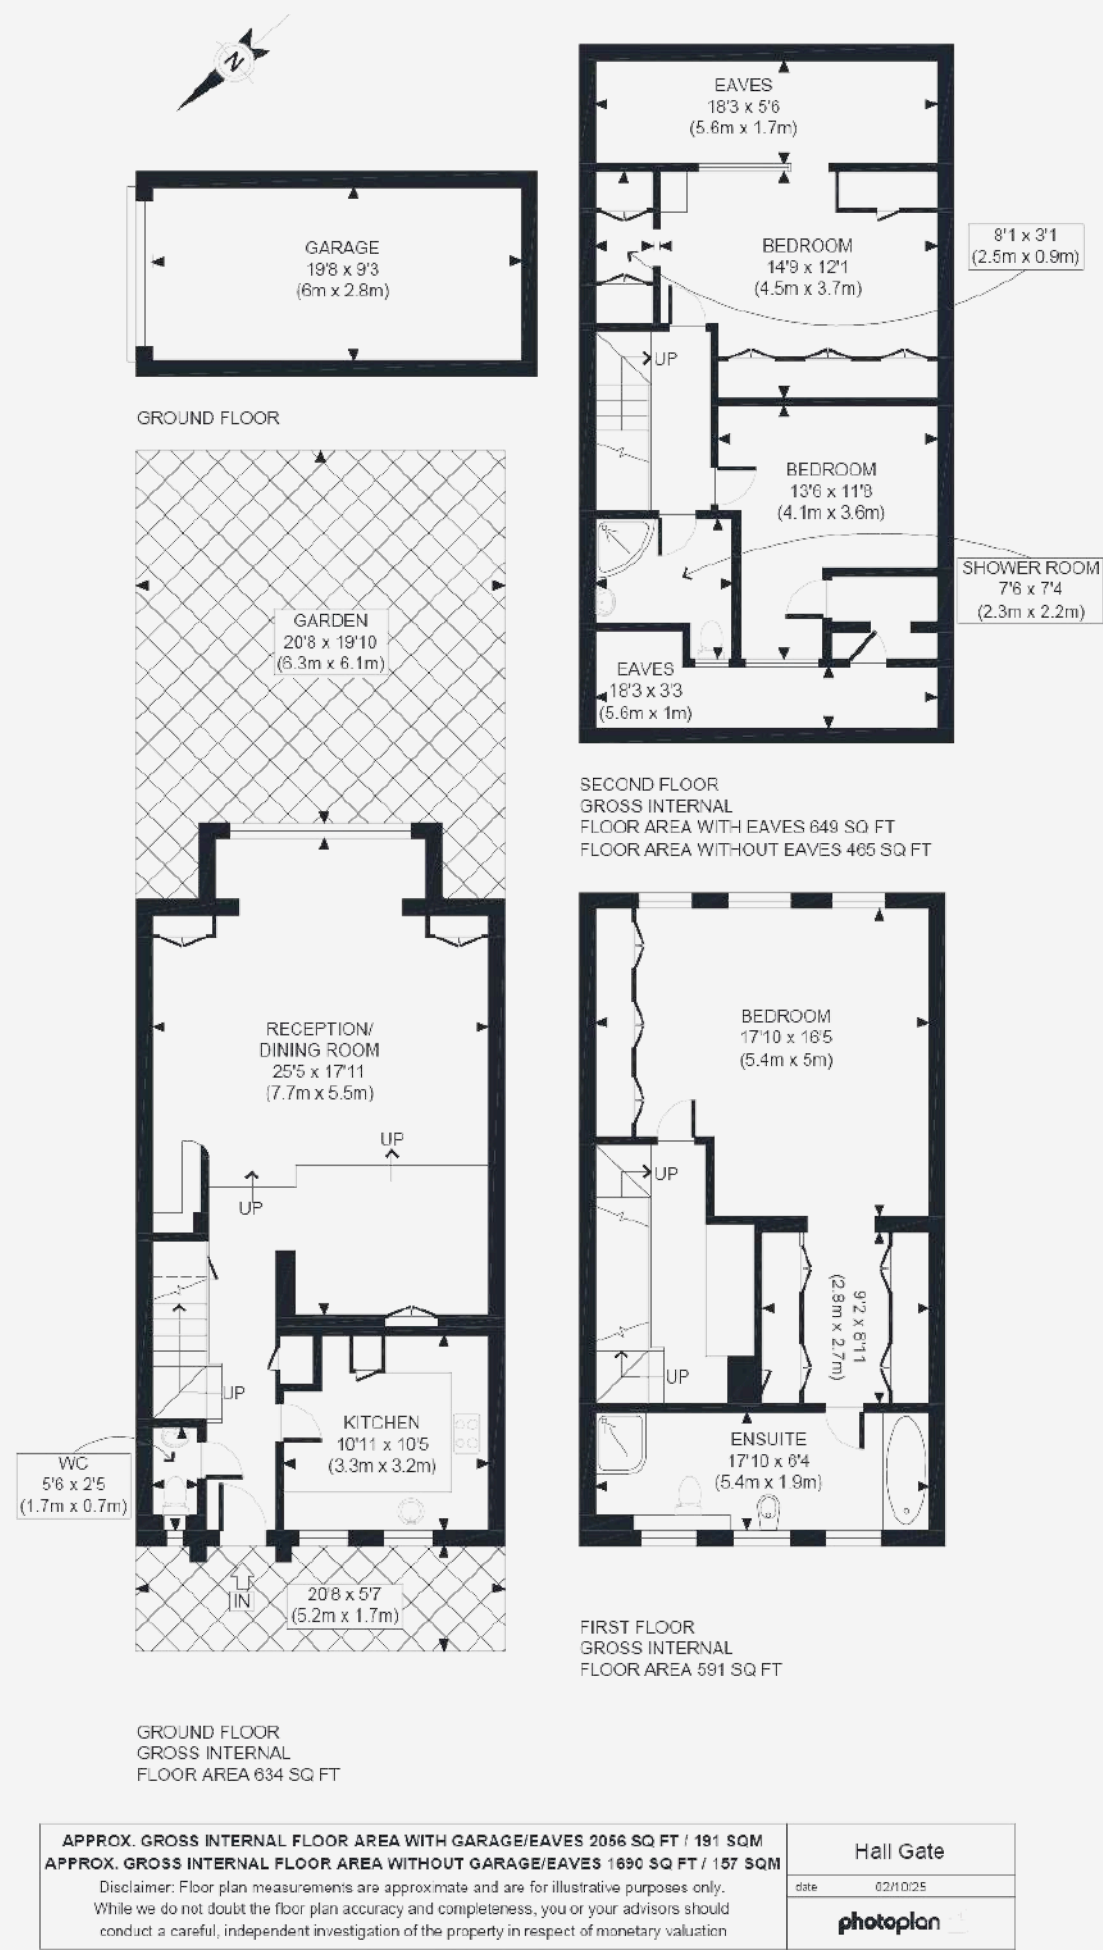 N
GARAGE
19'8 x 9'3
(6m x 2.8m)
GROUND FLOOR
EAVES
18'3 x 5'6
(5.6m x 1.7m)
BEDROOM
14'9 x 12'1
(4.5m x 3.7m)
8'1 x 3'1
(2.5m x 0.9m)
UP
BEDROOM
13'6 x 11'8
(4.1m x 3.6m)
SHOWER ROOM
7'6 x 7'4
(2.3m x 2.2m)
EAVES
18'3 x 3'3
(5.6m x 1m)
SECOND FLOOR
GROSS INTERNAL
FLOOR AREA WITH EAVES 649 SQ FT
FLOOR AREA WITHOUT EAVES 465 SQ FT
GARDEN
20'8 x 19'10
(6.3m x 6.1m)
RECEPTION/
DINING ROOM
25'5 x 17'11
(7.7m x 5.5m)
UP
UP
UP
KITCHEN
10'11 x 10'5
(3.3m x 3.2m)
WC
5'6 x 2'5
(1.7m x 0.7m)
IN
20'8 x 5'7
(5.2m x 1.7m)
GROUND FLOOR
GROSS INTERNAL
FLOOR AREA 634 SQ FT
BEDROOM
17'10 x 16'5
(5.4m x 5m)
UP
9'2 x 8'11
(2.8m x 2.7m)
UP
ENSUITE
17'10 x 6'4
(5.4m x 1.9m)
FIRST FLOOR
GROSS INTERNAL
FLOOR AREA 591 SQ FT
APPROX. GROSS INTERNAL FLOOR AREA WITH GARAGE/EAVES 2056 SQ FT / 191 SQM
APPROX. GROSS INTERNAL FLOOR AREA WITHOUT GARAGE/EAVES 1690 SQ FT / 157 SQM
Disclaimer: Floor plan measurements are approximate and are for illustrative purposes only.
While we do not doubt the floor plan accuracy and completeness, you or your advisors should
conduct a careful, independent investigation of the property in respect of monetary valuation
Hall Gate
date 02/10/25
photoplan